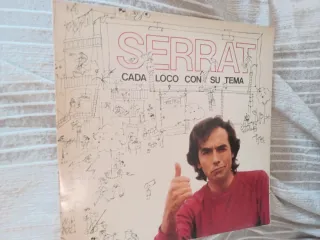 SERRAT
CADA LOCO CON SU TEMA